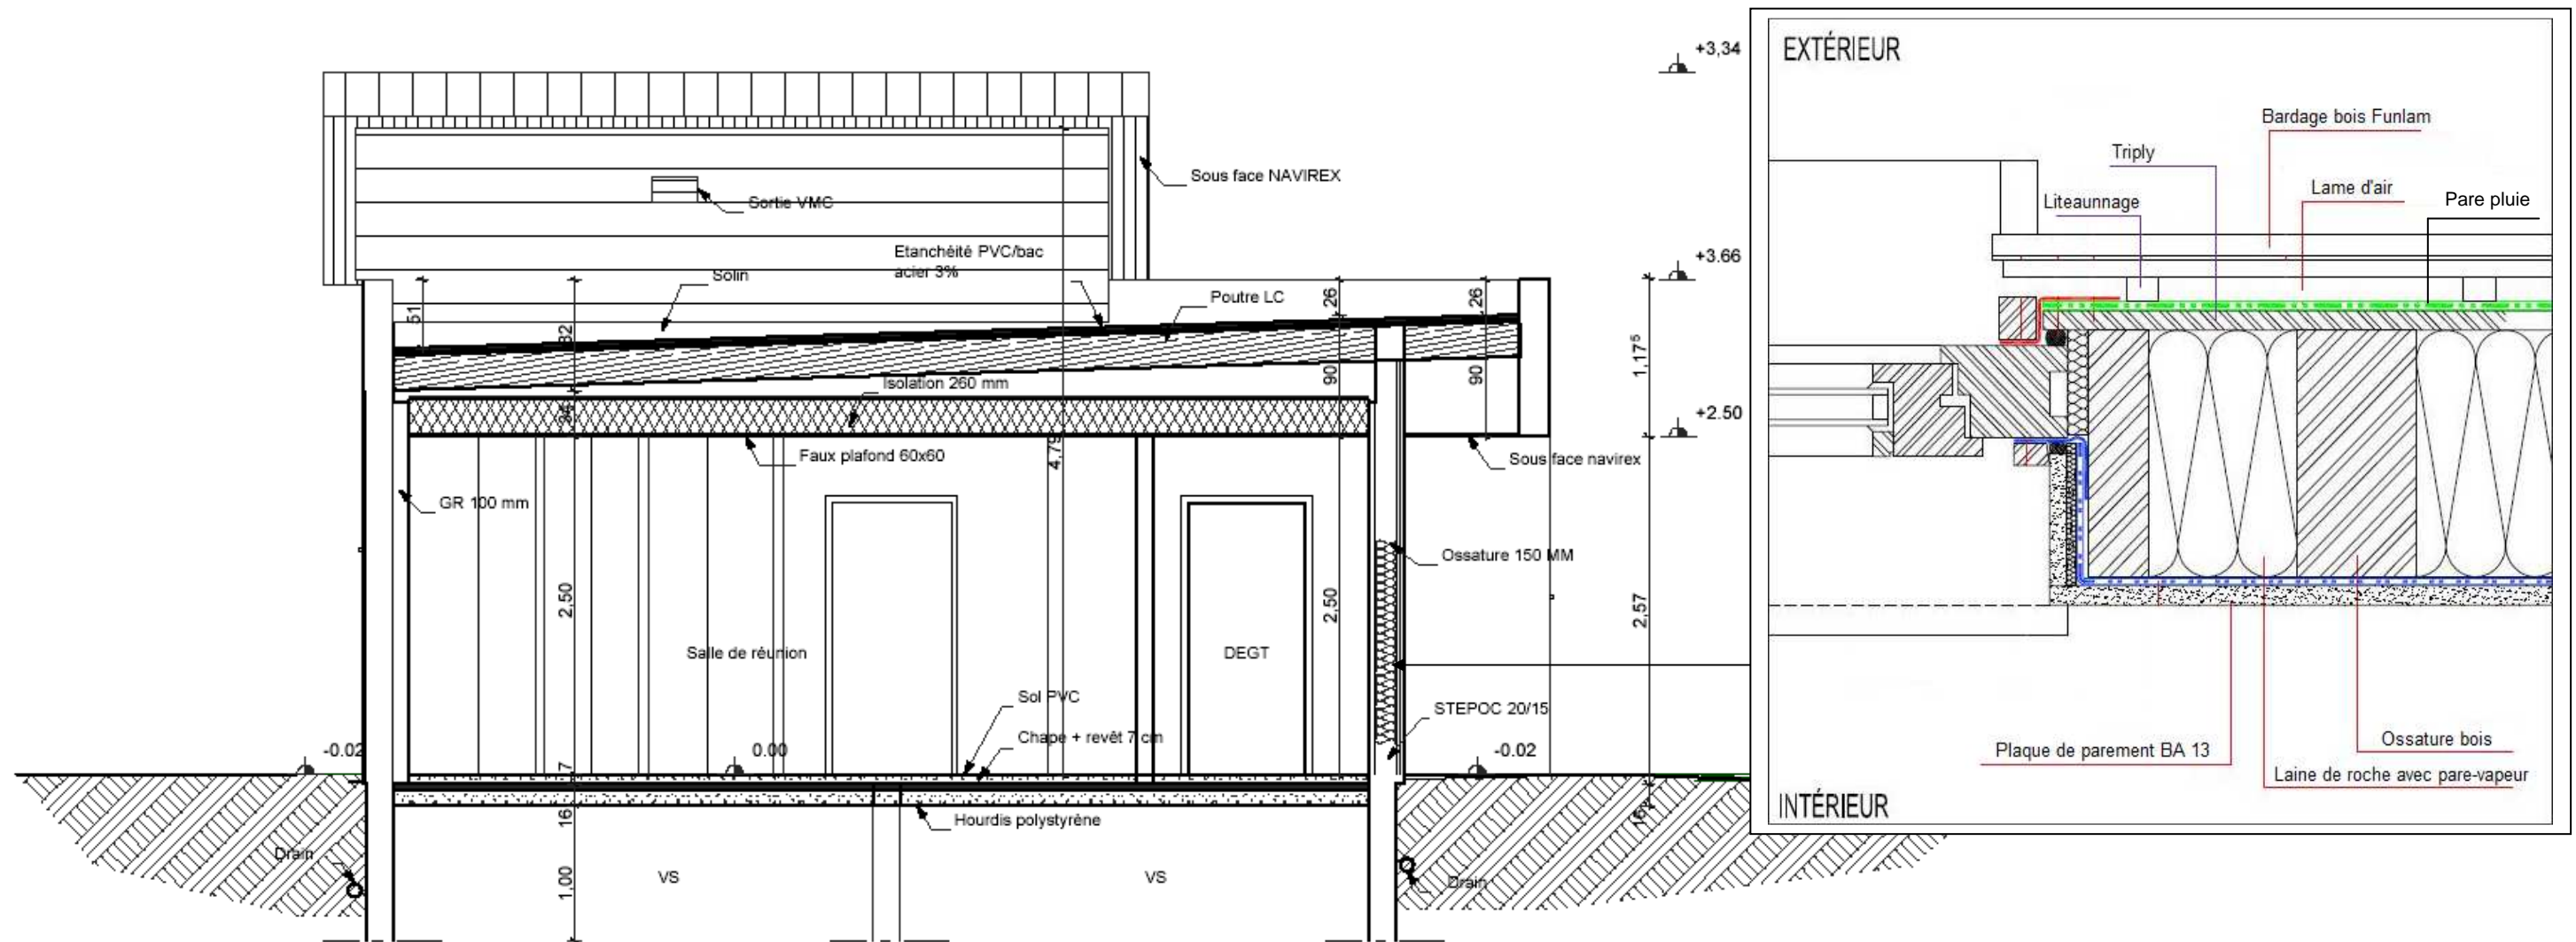 +3,34
Sous face NAVIREX
Sortie VMC
Etanchéité PVC/bac
acier 3%
Solin
+3.66
Poutre LC
51
82
26
26
1,17⁵
Isolation 260 mm
90
90
34
+2.50
Faux plafond 60x60
4,79
Sous face navirex
GR 100 mm
Ossature 150 MM
2,50
2,50
2,57
Salle de réunion
DEGT
Sol PVC
STEPOC 20/15
Chape + revêt 7 cm
-0.02
0.00
-0.02
7
16
Hourdis polystyrène
Drain
VS
VS
Drain
1,00
EXTÉRIEUR
Bardage bois Funlam
Triply
Lame d'air
Liteaunnage
Pare pluie
Ossature bois
Plaque de parement BA 13
Laine de roche avec pare-vapeur
INTÉRIEUR